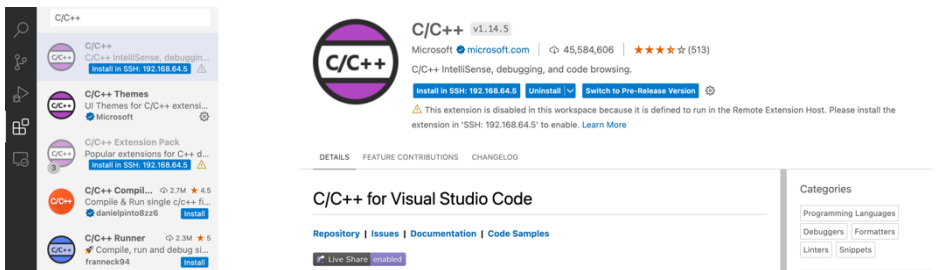 C/C++
C/C++
C/C++
C/C++ IntelliSense, debuggin...
Install in SSH: 192.168.64.5
C/C++
C/C++ Themes
UI Themes for C/C++ extensi...
Microsoft
C/C++
3
C/C++ Extension Pack
Popular extensions for C++ d...
Install in SSH: 192.168.64.5
C/C++
C/C++ Compil... 2.7M ★ 4.5
Compile & Run single c/c++ fi...
danielpinto8zz6 Install
C/C++
C/C++ Runner 2.3M ★ 5
🚀 Compile, run and debug si...
franneck94 Install
C/C++
C/C++ v1.14.5
Microsoft microsoft.com | 45,584,606 | (513)
C/C++ IntelliSense, debugging, and code browsing.
Install in SSH: 192.168.64.5 Uninstall Switch to Pre-Release Version
This extension is disabled in this workspace because it is defined to run in the Remote Extension Host. Please install the
extension in 'SSH: 192.168.64.5' to enable. Learn More
DETAILS FEATURE CONTRIBUTIONS CHANGELOG
C/C++ for Visual Studio Code
Repository | Issues | Documentation | Code Samples
Live Share enabled
Categories
Programming Languages
Debuggers Formatters
Linters Snippets